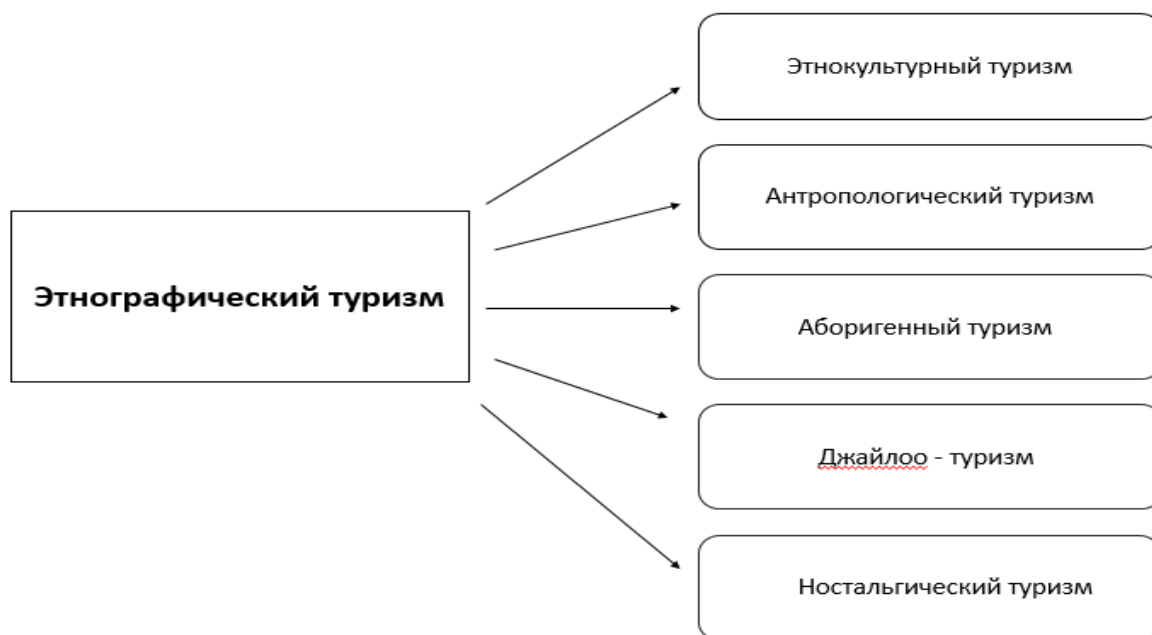 Этнокультурный туризм
Антропологический туризм
Этнографический туризм
Аборигенный туризм
Джайлоо - туризм
Ностальгический туризм